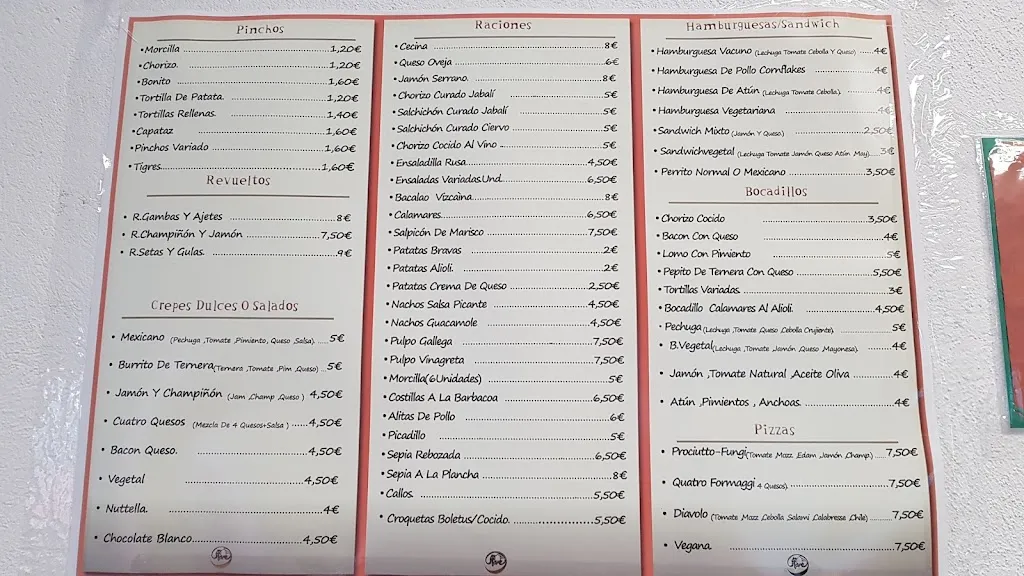 Pinchos
•Morcilla ........1,20€
•Chorizo. ........1,20€
•Bonito ........1,60€
•Tortilla De Patata. ........1,20€
•Tortillas Rellenas. ........1,40€
•Capataz ........1,60€
•Pinchos Variado ........1,60€
•Tigres. ........1,60€
Revueltos
• R.Gambas Y Ajetes ........8€
• R.Champiñón Y Jamón ........7,50€
• R.Setas Y Gulas. ........9€
Crepes Dulces O Salados
• Mexicano (Pechuga ,Tomate ,Pimiento, Queso ,Salsa) .....5€
• Burrito De Ternera(Ternera ,Tomate ,Pim ,Queso) ...5€
• Jamón Y Champiñón (Jam ,Champ ,Queso ) 4,50€
• Cuatro Quesos (Mezcla De 4 Quesos+Salsa ) ......4,50€
• Bacon Queso. ........4,50€
• Vegetal ........4,50€
• Nuttella. ........4€
• Chocolate Blanco ........4,50€
Raciones
•Cecina ........8€
•Queso Oveja ........6€
•Jamón Serrano. ........8€
•Chorizo Curado Jabalí ........5€
•Salchichón Curado Jabalí ........5€
•Salchichón Curado Ciervo ........5€
•Chorizo Cocido Al Vino ........5€
•Ensaladilla Rusa ........4,50€
•Ensaladas VariadasUnd ........6,50€
•Bacalao Vizcaìna ........8€
•Calamares ........6,50€
•Salpicón De Marisco ........7,50€
•Patatas Bravas ........2€
•Patatas Alioli. ........2€
•Patatas Crema De Queso ........2,50€
•Nachos Salsa Picante ........4,50€
•Nachos Guacamole ........4,50€
•Pulpo Gallega ........7,50€
•Pulpo Vinagreta ........7,50€
•Morcilla(6Unidades) ........5€
•Costillas A La Barbacoa ........6,50€
•Alitas De Pollo ........6€
•Picadillo ........5€
•Sepia Rebozada ........6,50€
•Sepia A La Plancha ........8€
•Callos. ........5,50€
• Croquetas Boletus/Cocido. ........5,50€
Hamburguesas/Sandwich
•Hamburguesa Vacuno (Lechuga Tomate Cebolla Y Queso) ....4€
•Hamburguesa De Pollo Cornflakes ........4€
•Hamburguesa De Atún (Lechuga Tomate Cebolla) ........4€
•Hamburguesa Vegetariana ........4€
•Sandwich Mixto (Jamón Y Queso) ........2,50€
•Sandwichvegetal (Lechuga Tomate Jamón Queso Atún ,May) .....3€
• Perrito Normal O Mexicano ........3,50€
Bocadillos
•Chorizo Cocido ........3,50€
•Bacon Con Queso ........4€
•Lomo Con Pimiento ........5€
•Pepito De Ternera Con Queso ........5,50€
•Tortillas Variadas. ........3€
•Bocadillo Calamares Al Alioli. ........4,50€
•Pechuga(Lechuga ,Tomate ,Queso ,Cebolla Crujiente) ........5€
• B.Vegetal(Lechuga ,Tomate ,Jamón ,Queso ,Mayonesa) ........4€
• Jamón ,Tomate Natural ,Aceite Oliva ........4€
• Atún ,Pimientos , Anchoas. ........4€
Pizzas
• Prociutto-Fungi(Tomate ,Mozz ,Edam ,Jamón ,Champ) .....7,50€
• Quatro Formaggi 4 Quesos) ........7,50€
• Diavolo (Tomate ,Mozz ,Cebolla ,Salami ,Calabresse ,Chile) ........7,50€
• Vegana. ........7,50€